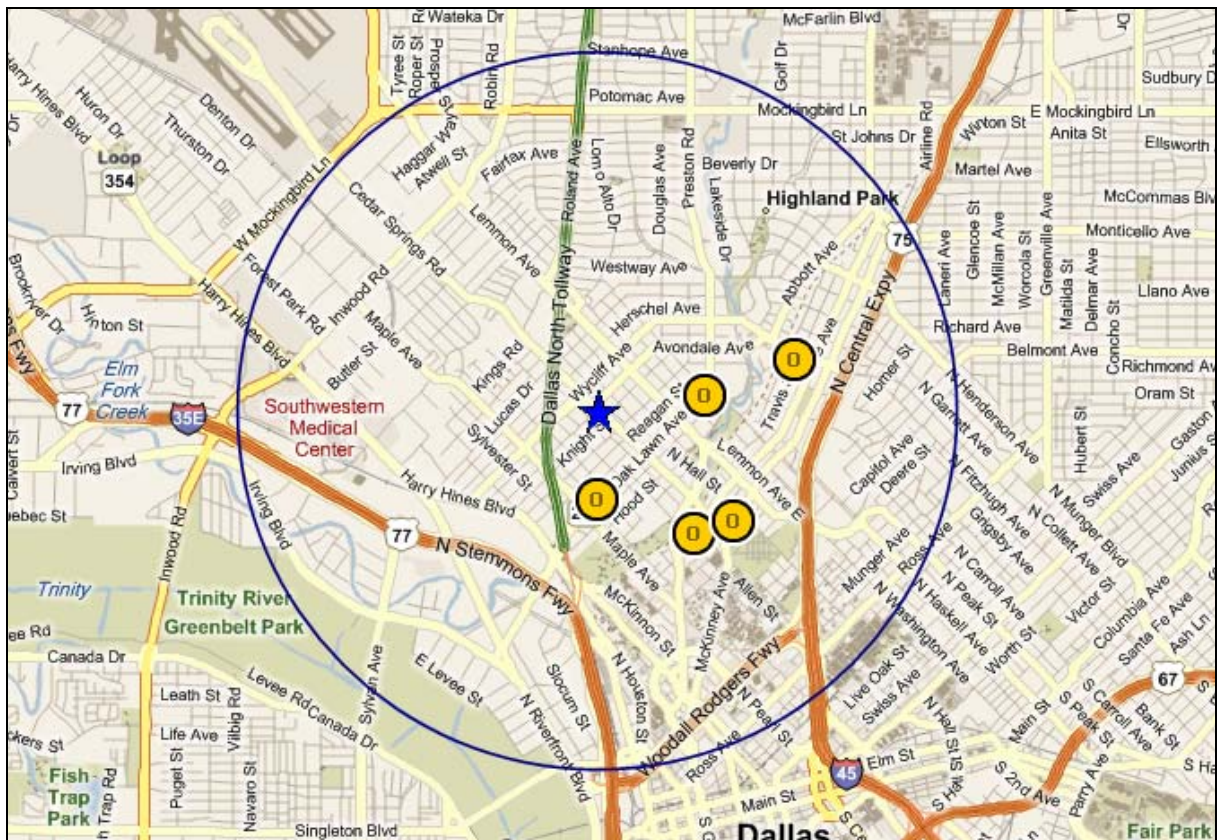 Wateka Dr
McFarlin Blvd
Stanhope Ave
Golf Dr
Tyree St
Roper St
Robin Rd
Sudbury D
Harry Hines Blvd
Huron Dr
Denton Dr
Thurston Dr
Potomac Ave
Mockingbird Ln
E Mockingbird Ln
Airline Rd
Winton St
Anita St
St Johns Dr
Ellsworth
Haggar Way
Atwell St
Fairfax Ave
Roland Ave
Douglas Ave
Preston Rd
Beverly Dr
Lakeside Dr
Martel Ave
Loop
354
W Mockingbird Ln
Cedar Springs Rd
Lemmon Ave
Highland Park
McCommas Blv
75
Monticello Ave
Laneri Ave
Glencoe St
McMillan Ave
Worcola St
Greenville Ave
Matilda St
Delmar Ave
Concho St
Westway Ave
Abbott Ave
Llano Ave
Brookriver Dr
Hinton St
Forest Park Rd
Inwood Rd
Harry Hines Blvd
Maple Ave
Butler St
Dallas North Tollway
Herschel Ave
Avondale Ave
N Central Expy
Richard Ave
Belmont Ave
Richmond Av
Oram St
Homer St
Elm
Fork
Creek
77
35E
Kings Rd
Lucas Dr
Wycliff Ave
Reagan S
Travis
N Garrett Ave
N Henderson Ave
Hubert St
Gaston
Junius
Southwestern
Medical
Center
Sylvester St
Knight S
Oak Lawn Ave
N Hall St
Lemmon Ave E
Capitol Ave
Deere St
Swiss Ave
Calvert St
Irving Blvd
Harry Hines Blvd
Hood St
N Fitzhugh Ave
N Munger Blvd
Grigsby Ave
N Collett Ave
uebec St
Inwood Rd
Irving Blvd
77
N Stemmons Fwy
Maple Ave
Munger Ave
Ross Ave
N Carroll Ave
N Peak St
Victor St
Columbia Ave
Trinity
Trinity River
Greenbelt Park
McKinnon St
McKinney Ave
Allen St
N Washington Ave
N Haskell Ave
Worth St
Santa Fe Ave
Ash Ln
ee Rd
Canada Dr
Sylvan Ave
E Levee St
Slocum St
N Houston St
Woodall Rodgers Fwy
N Pearl St
Live Oak St
Swiss Ave
67
Leath St
Levee Rd
Canada Dr
N Riverfront Blvd
Ross Ave
N Hall St
Main St
S Peak St
S Carroll Ave
Bank St
Life Ave
Vilbig Rd
Puget St
Navaro St
Elm St
45
Main St
S Hall St
S 2nd Ave
Parry Ave
S Ha
Fish
Trap
Park
Singleton Blvd
Dallas
Fair Park